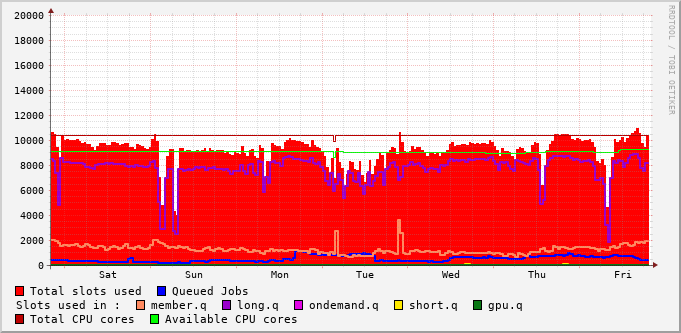 RRDTOOL / TOBI OETIKER
20000
18000
16000
14000
12000
10000
8000
6000
4000
2000
0
Sat Sun Mon Tue Wed Thu Fri
Total slots used Queued Jobs
Slots used in : member.q long.q ondemand.q short.q gpu.q
Total CPU cores Available CPU cores